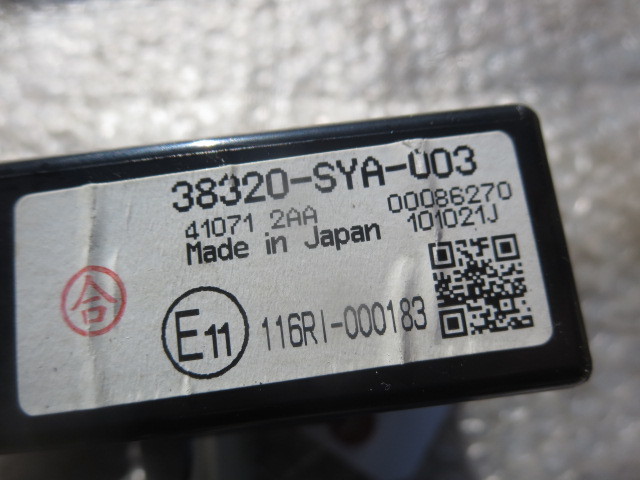 38320-SYA-U03
41071 2AA 00086270
Made in Japan 101021J
合 E11 116RI-000183